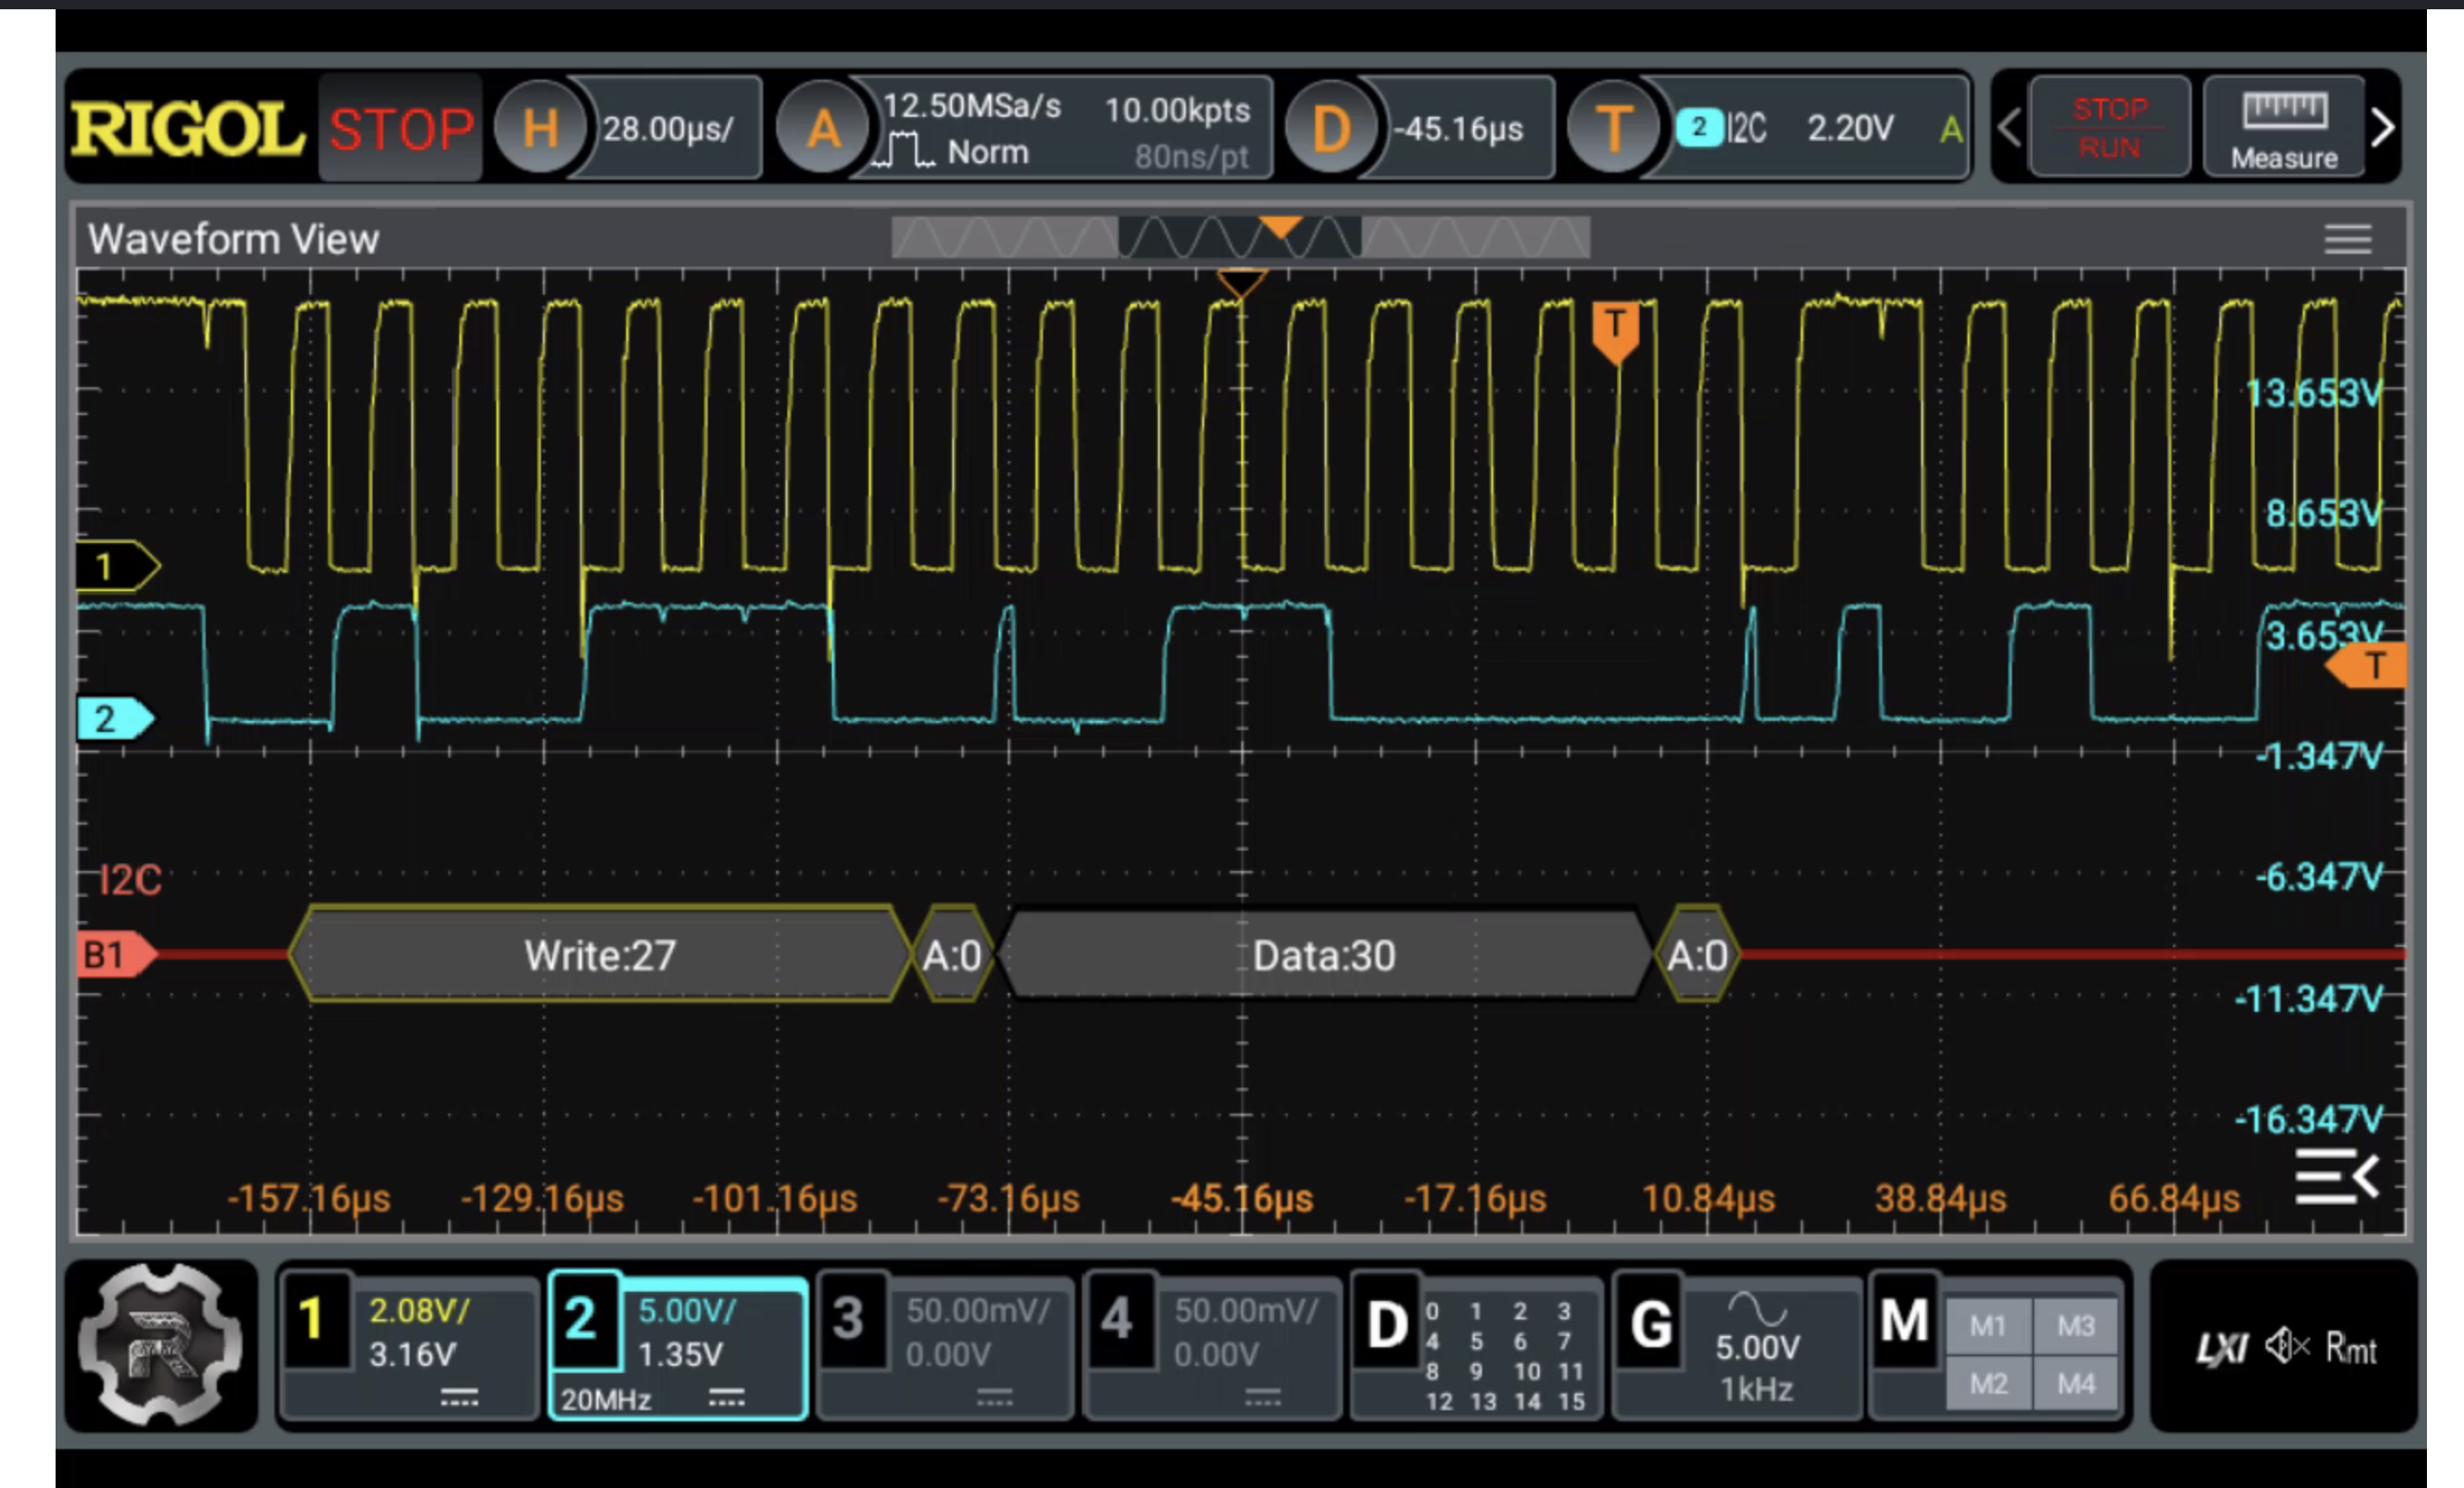 RIGOL STOP H 28.00µs/ A 12.50MSa/s 10.00kpts D -45.16µs T 2 I2C 2.20V A STOP
Norm 80ns/pt RUN Measure
Waveform View
T
13.653V
8.653V
1
3.653V
T
2
-1.347V
I2C
-6.347V
B1 Write:27 A:0 Data:30 A:0
-11.347V
-16.347V
-157.16µs -129.16µs -101.16µs -73.16µs -45.16µs -17.16µs 10.84µs 38.84µs 66.84µs
1 2.08V/ 2 5.00V/ 3 50.00mV/ 4 50.00mV/ D 0 1 2 3 G M M1 M3
3.16V 1.35V 0.00V 0.00V 4 5 6 7 5.00V LXI Rmt
8 9 10 11 1kHz M2 M4
20MHz 12 13 14 15